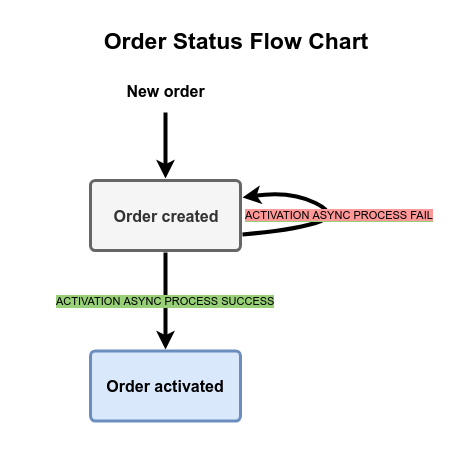 Order Status Flow Chart
New order
Order created
ACTIVATION ASYNC PROCESS FAIL
ACTIVATION ASYNC PROCESS SUCCESS
Order activated